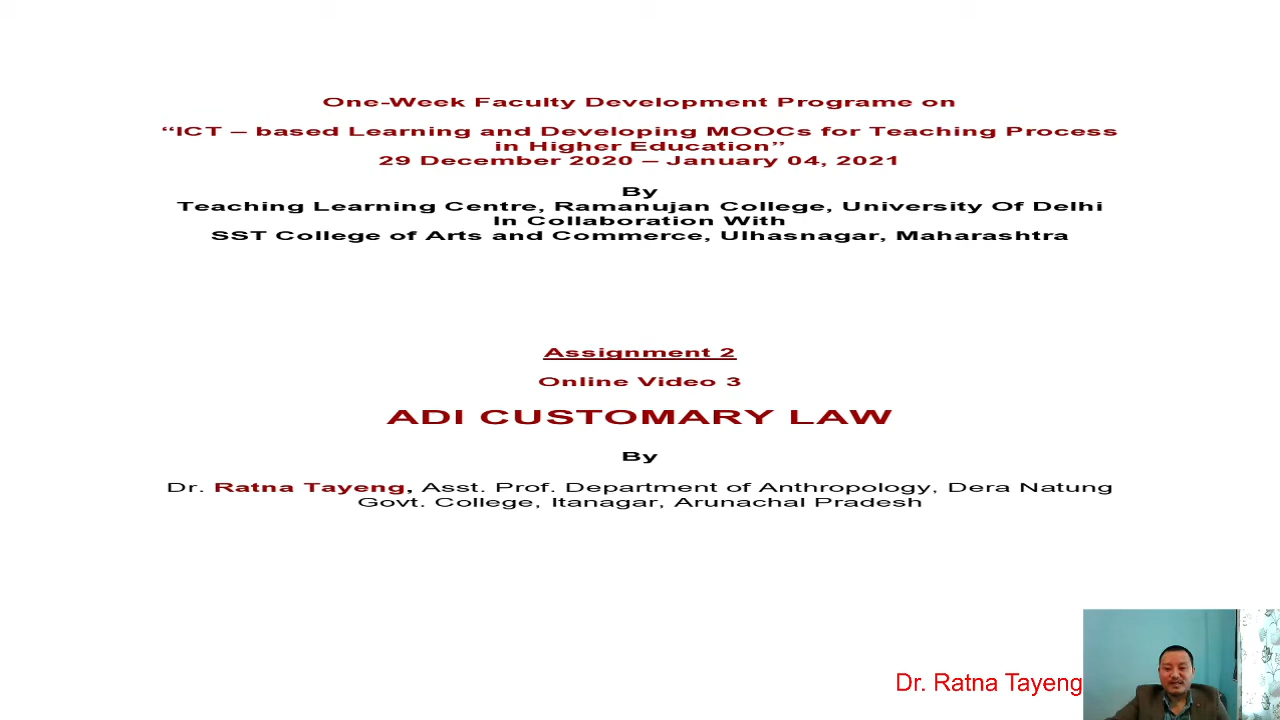 One-Week Faculty Development Programe on
“ICT – based Learning and Developing MOOCs for Teaching Process
in Higher Education”
29 December 2020 – January 04, 2021
By
Teaching Learning Centre, Ramanujan College, University Of Delhi
In Collaboration With
SST College of Arts and Commerce, Ulhasnagar, Maharashtra
Assignment 2
Online Video 3
ADI CUSTOMARY LAW
By
Dr. Ratna Tayeng, Asst. Prof. Department of Anthropology, Dera Natung
Govt. College, Itanagar, Arunachal Pradesh
Dr. Ratna Tayeng